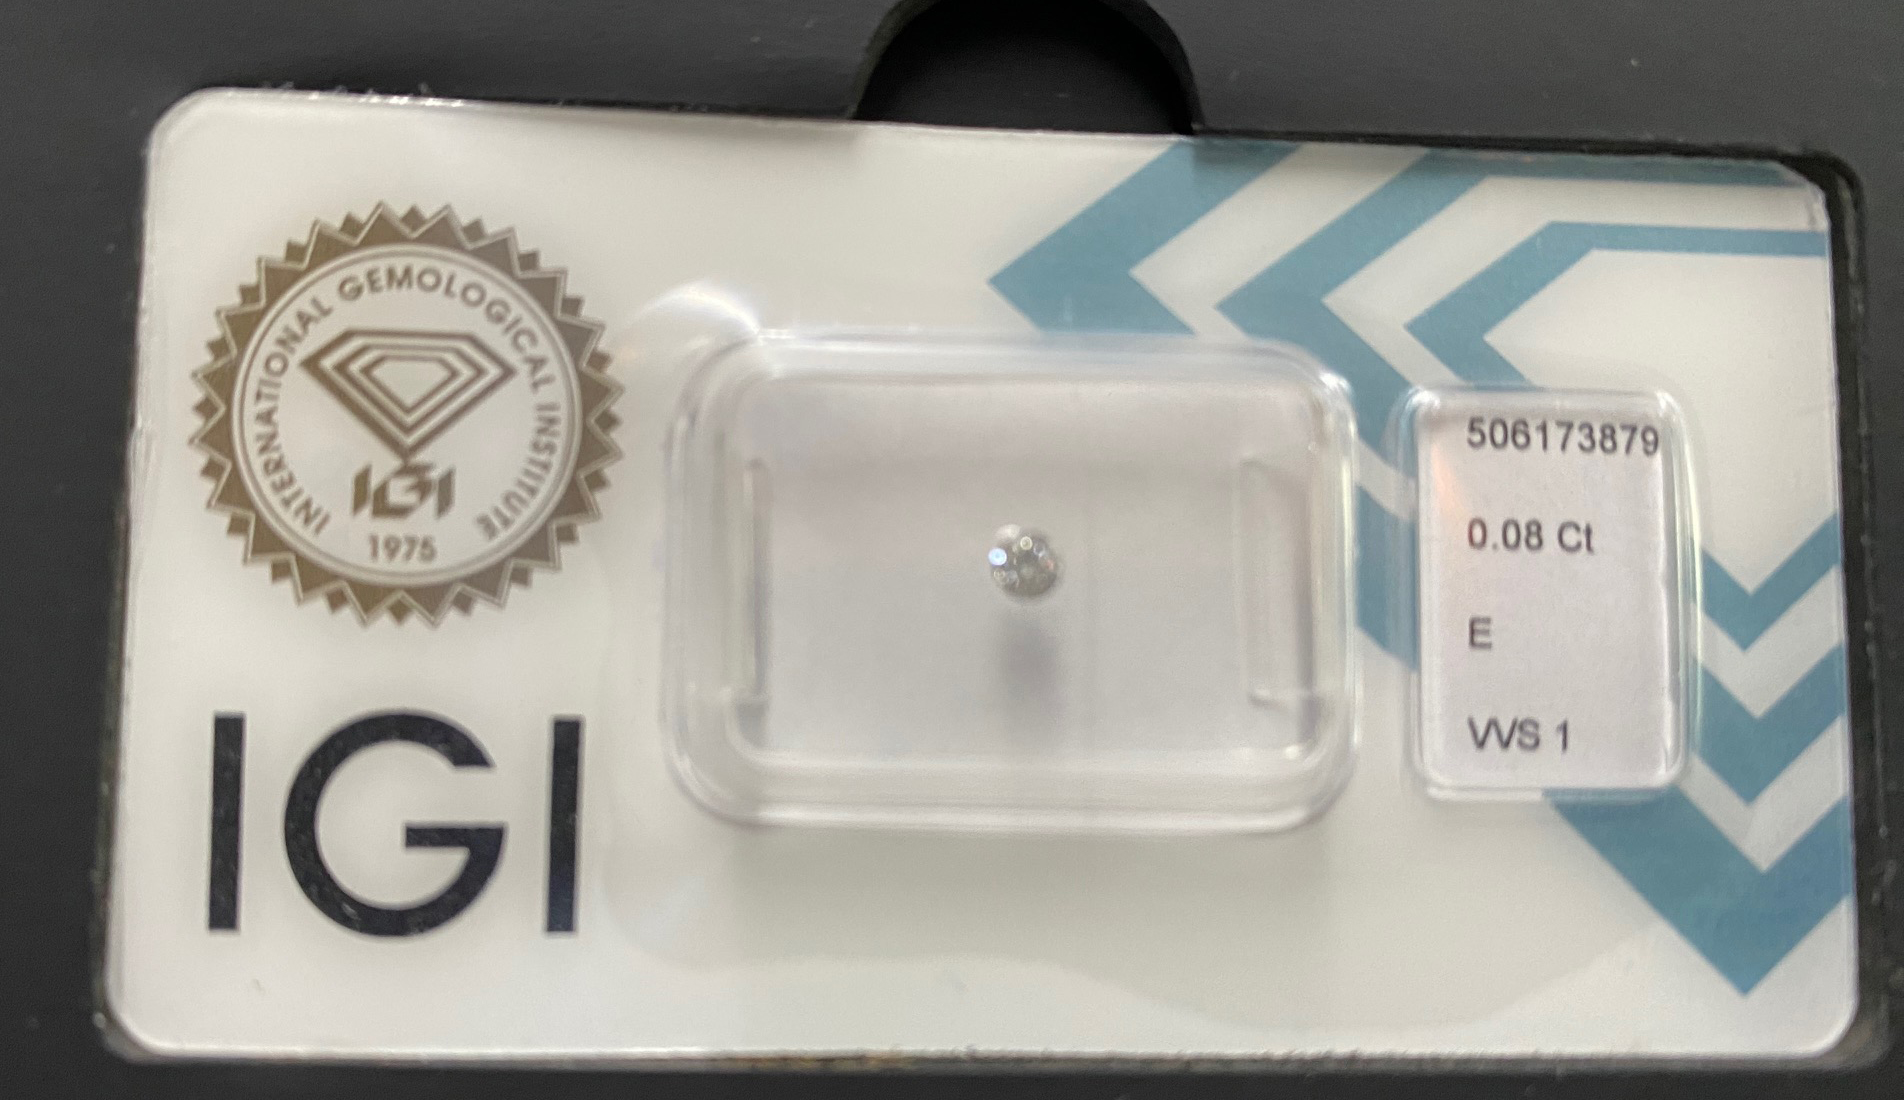 INTERNATIONAL GEMOLOGICAL INSTITUTE
IGI
1975
IGI
506173879
0.08 Ct
E
VVS 1